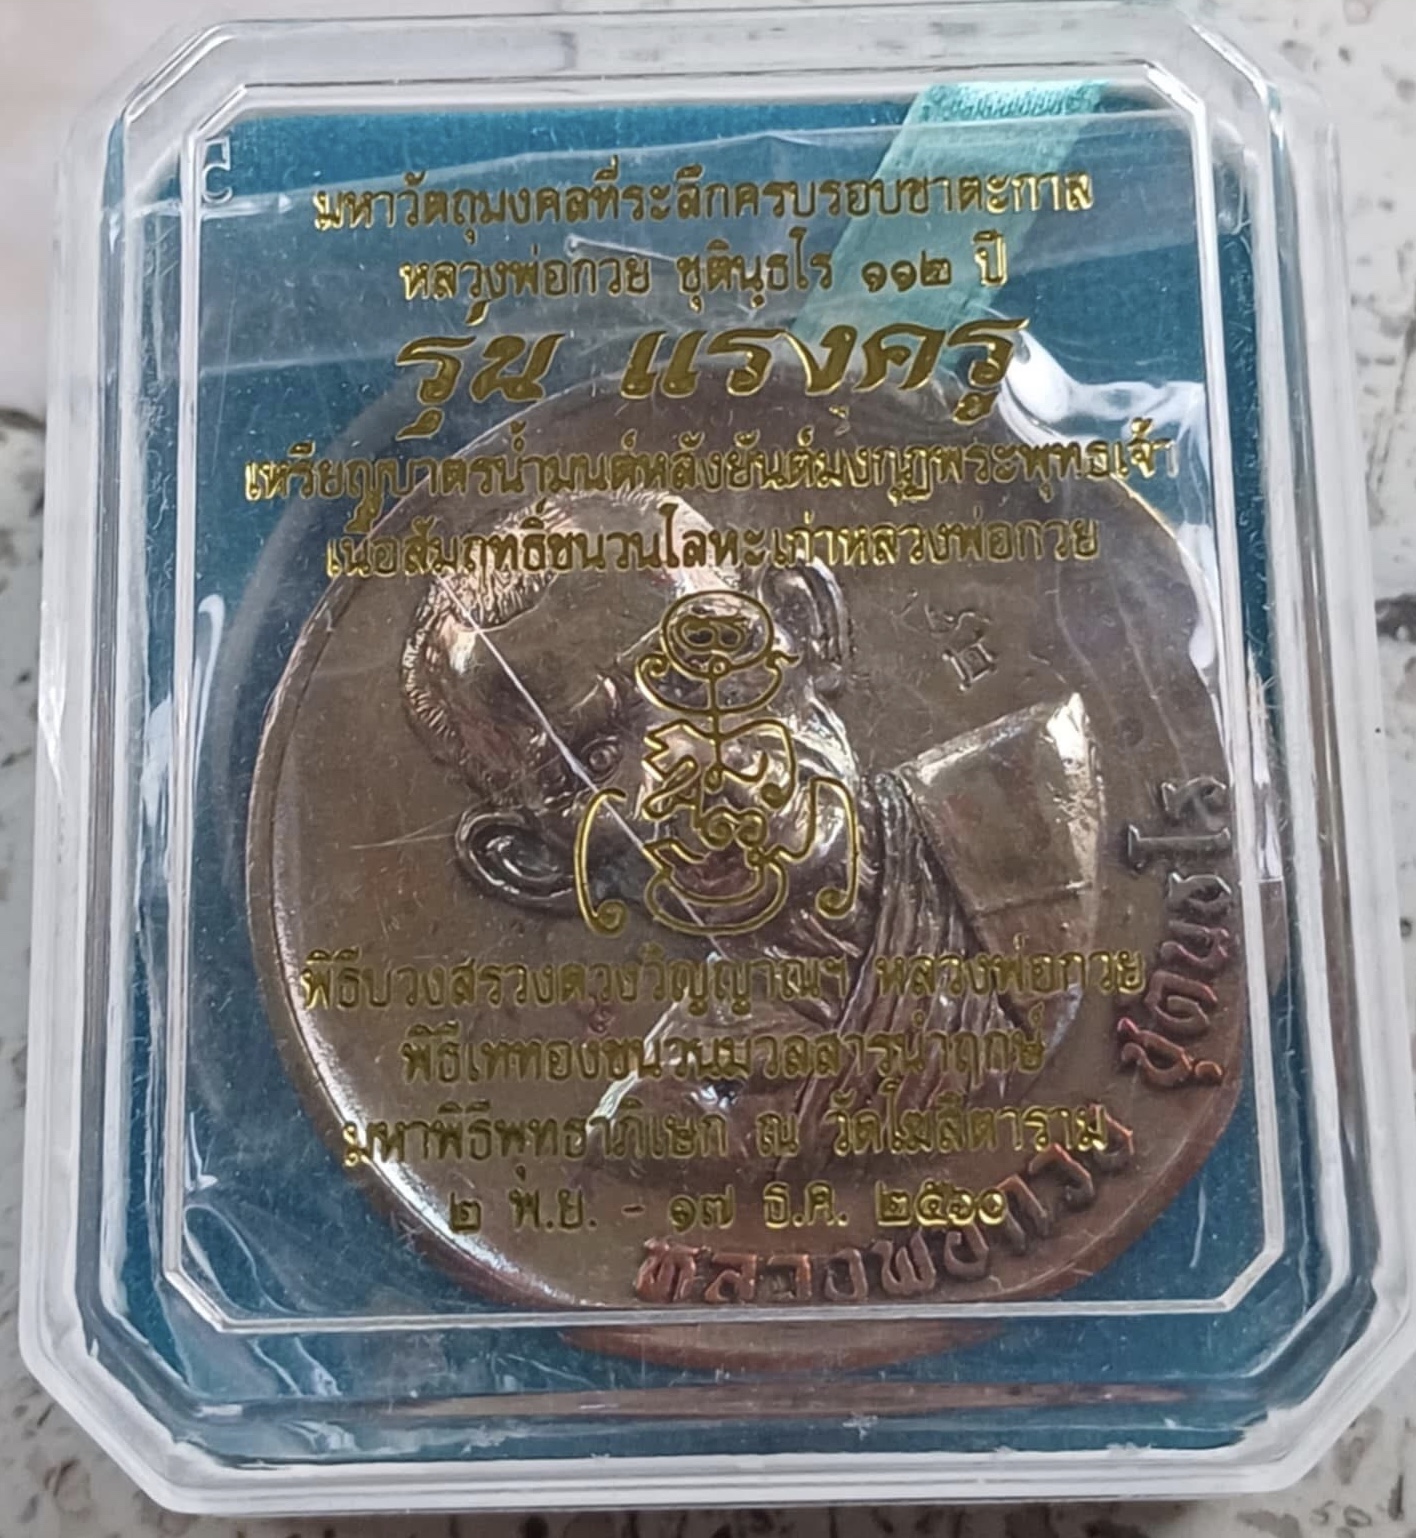 มหาวัตถุมงคลที่ระลึกครบรอบชาตะกาล
หลวงพ่อกวย ชุตินฺธโร ๑๑๒ ปี
รุ่น แรงครู
เหรียญบาตรน้ำมนต์หลังยันต์มงกุฎพระพุทธเจ้า
เนื้อสัมฤทธิ์ชนวนโลหะเก่าหลวงพ่อกวย
พิธีบวงสรวงดวงวิญญาณฯ หลวงพ่อกวย
พิธีเททองชนวนมวลสารนำฤกษ์
มหาพิธีพุทธาภิเษก ณ วัดโฆสิตาราม
๒ พ.ย. - ๑๗ ธ.ค. ๒๕๖๐
หลวงพ่อกวย ชุตินฺธโร